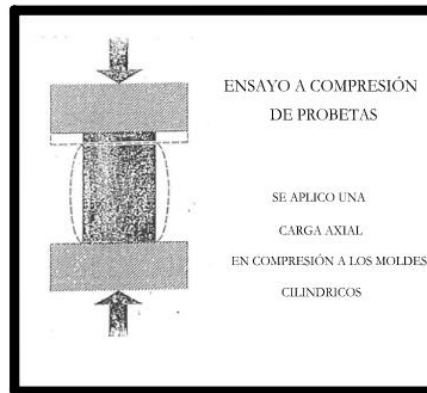 ENSAYO A COMPRESIÓN
DE PROBETAS
SE APLICO UNA
CARGA AXIAL
EN COMPRESIÓN A LOS MOLDES
CILINDRICOS